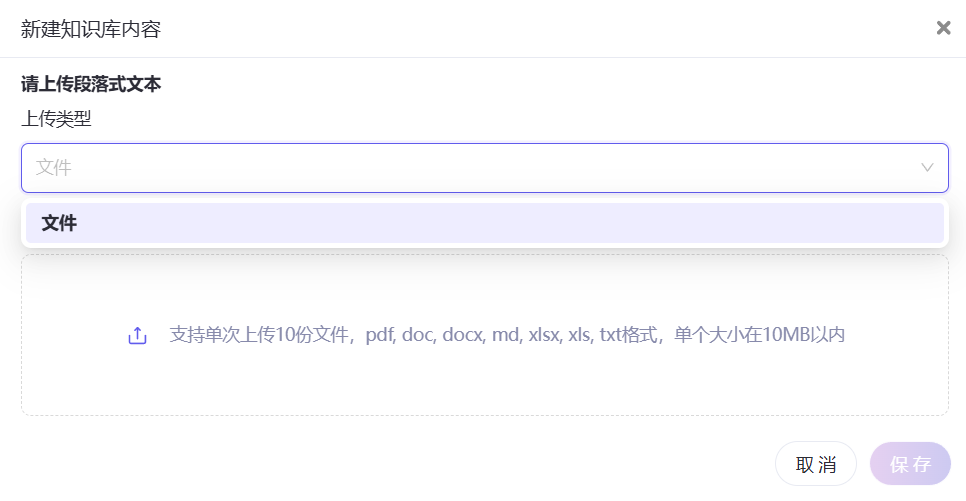 新建知识库内容
请上传段落式文本
上传类型
文件
文件
支持单次上传10份文件，pdf, doc, docx, md, xlsx, xls, txt格式，单个大小在10MB以内
取消 保存